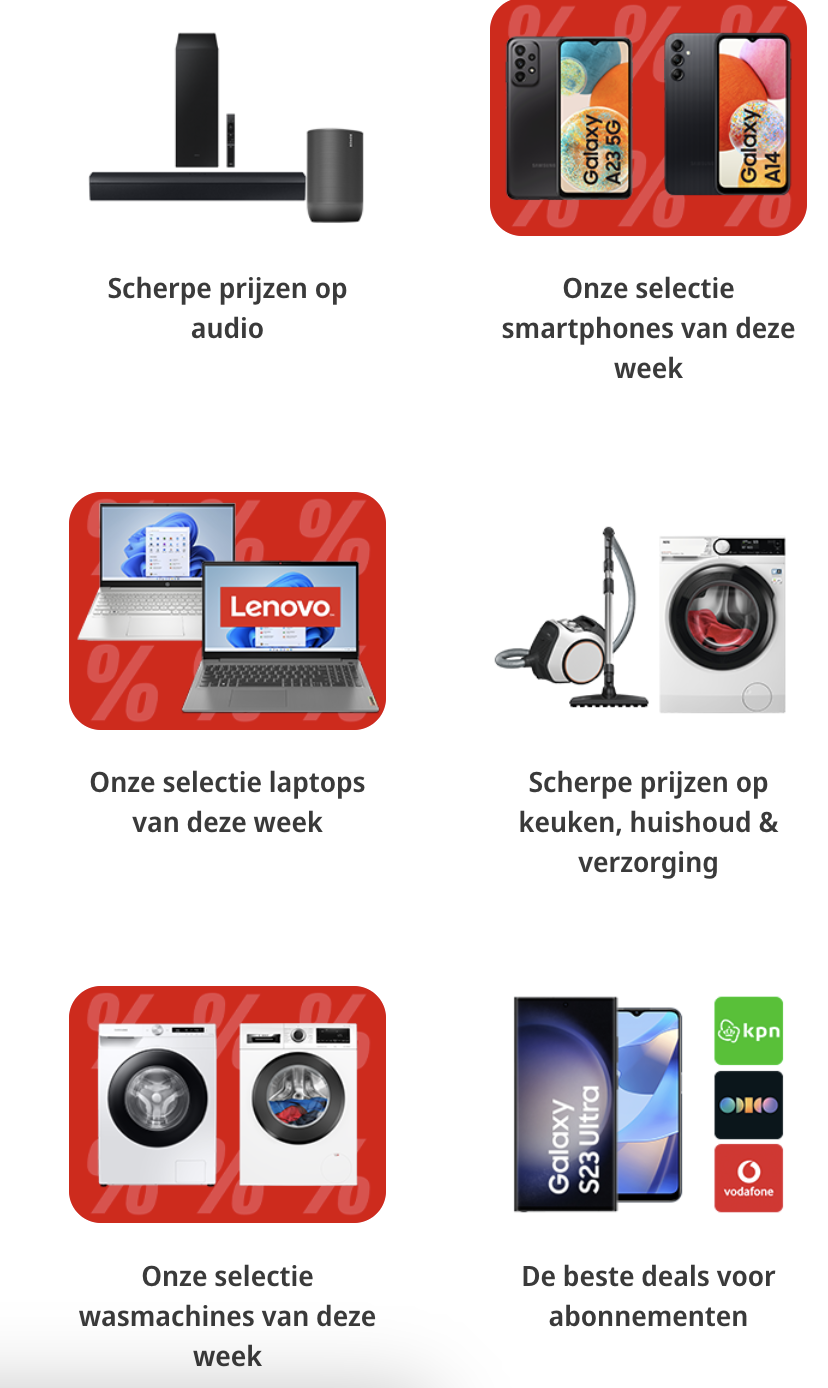 Galaxy
A23 5G
Galaxy
A14
Scherpe prijzen op
audio
Onze selectie
smartphones van deze
week
Lenovo
Onze selectie laptops
van deze week
Scherpe prijzen op
keuken, huishoud &
verzorging
Galaxy
S23 Ultra
kpn
vodafone
Onze selectie
wasmachines van deze
week
De beste deals voor
abonnementen